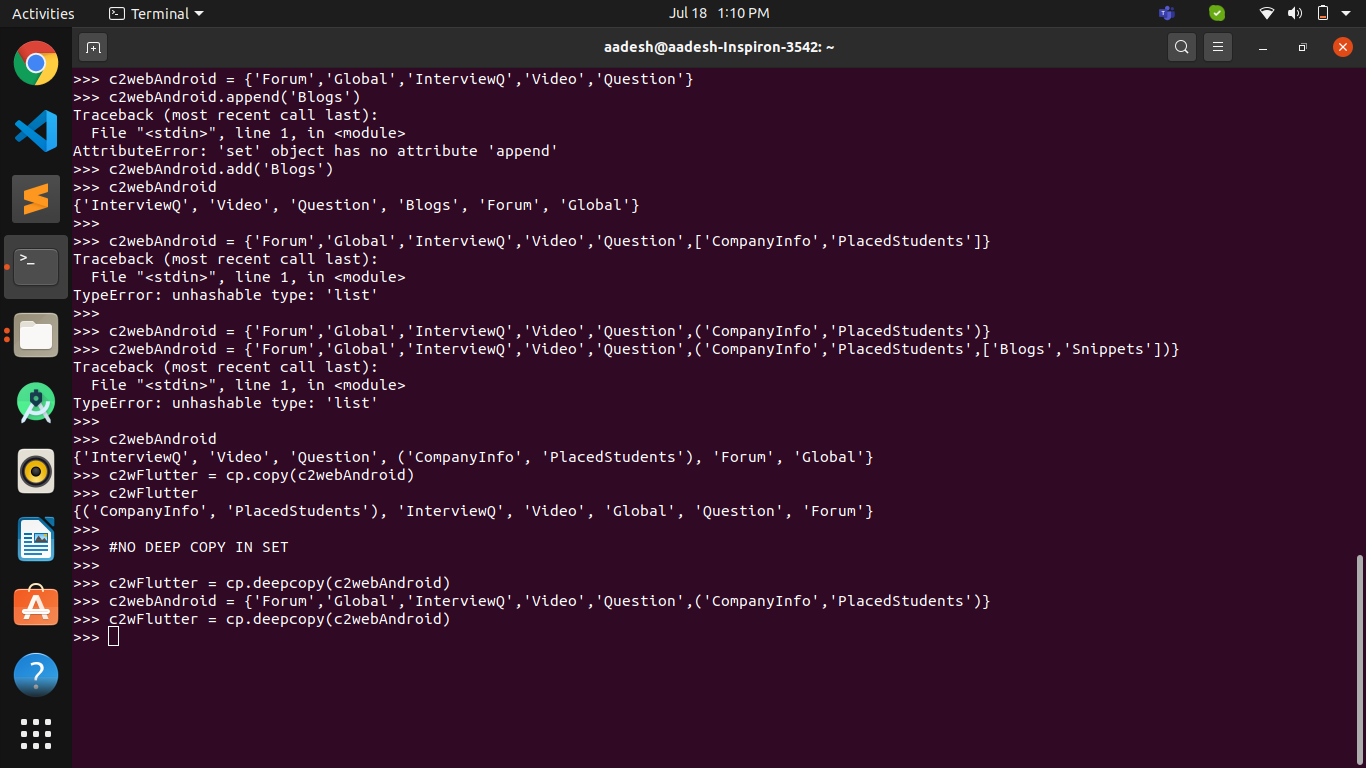 Activities Terminal Jul 18 1:10 PM
aadesh@aadesh-Inspiron-3542: ~
>>> c2webAndroid = {'Forum','Global','InterviewQ','Video','Question'}
>>> c2webAndroid.append('Blogs')
Traceback (most recent call last):
  File "<stdin>", line 1, in <module>
AttributeError: 'set' object has no attribute 'append'
>>> c2webAndroid.add('Blogs')
>>> c2webAndroid
{'InterviewQ', 'Video', 'Question', 'Blogs', 'Forum', 'Global'}
>>>
>>> c2webAndroid = {'Forum','Global','InterviewQ','Video','Question',['CompanyInfo','PlacedStudents']}
Traceback (most recent call last):
  File "<stdin>", line 1, in <module>
TypeError: unhashable type: 'list'
>>>
>>> c2webAndroid = {'Forum','Global','InterviewQ','Video','Question',('CompanyInfo','PlacedStudents')}
>>> c2webAndroid = {'Forum','Global','InterviewQ','Video','Question',('CompanyInfo','PlacedStudents',['Blogs','Snippets'])}
Traceback (most recent call last):
  File "<stdin>", line 1, in <module>
TypeError: unhashable type: 'list'
>>>
>>> c2webAndroid
{'InterviewQ', 'Video', 'Question', ('CompanyInfo', 'PlacedStudents'), 'Forum', 'Global'}
>>> c2wFlutter = cp.copy(c2webAndroid)
>>> c2wFlutter
{('CompanyInfo', 'PlacedStudents'), 'InterviewQ', 'Video', 'Global', 'Question', 'Forum'}
>>>
>>> #NO DEEP COPY IN SET
>>>
>>> c2wFlutter = cp.deepcopy(c2webAndroid)
>>> c2webAndroid = {'Forum','Global','InterviewQ','Video','Question',('CompanyInfo','PlacedStudents')}
>>> c2wFlutter = cp.deepcopy(c2webAndroid)
>>>